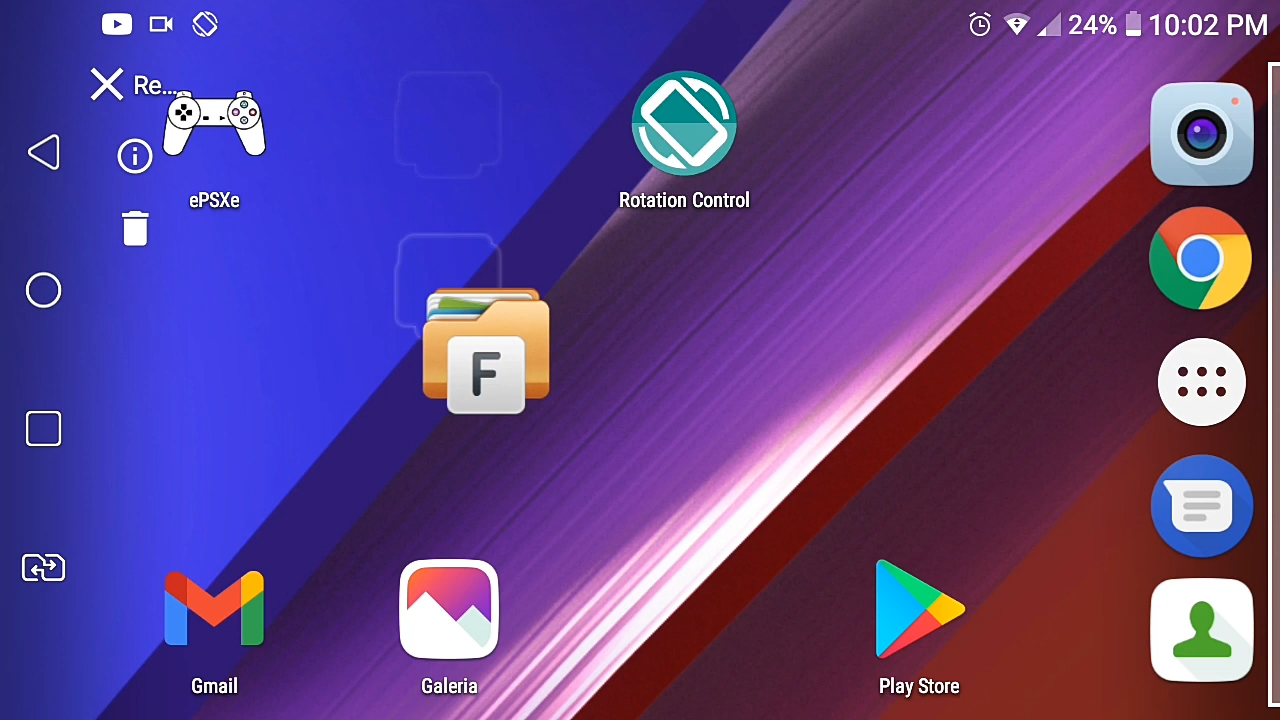 24% 10:02 PM
Re...
ePSXe
Rotation Control
F
Gmail
Galeria
Play Store